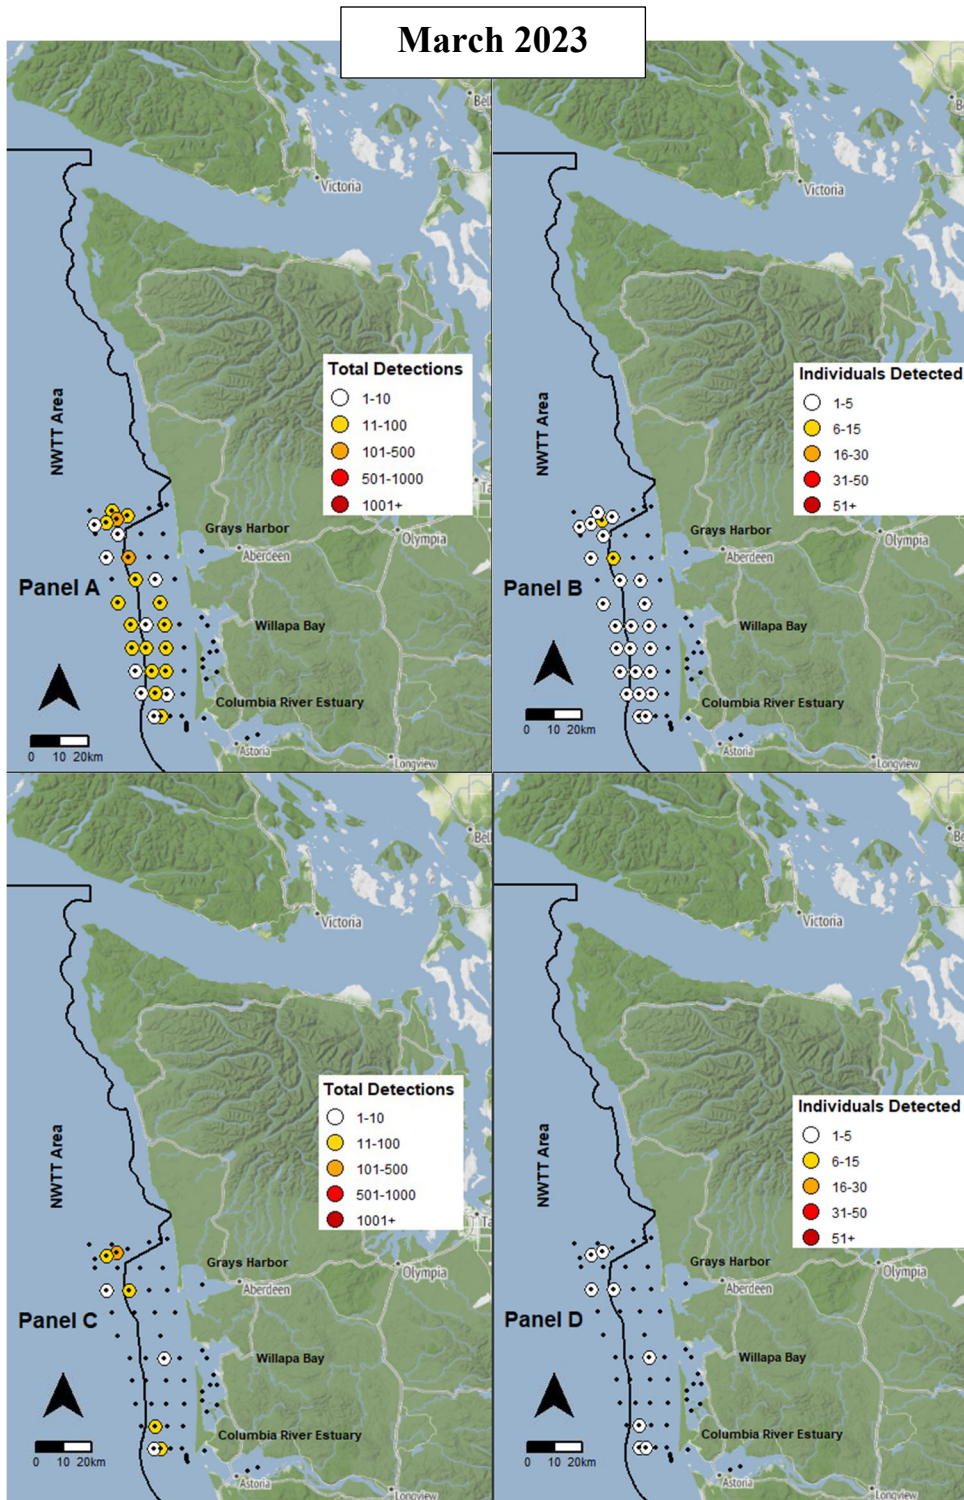 March 2023
Bel
Victoria
NWTT Area
Total Detections
1-10
11-100
101-500
501-1000
1001+
Ta
Grays Harbor
Aberdeen
Olympia
Panel A
Willapa Bay
Columbia River Estuary
Astoria
Longview
0 10 20km
Be
Victoria
NWTT Area
Individuals Detected
1-5
6-15
16-30
31-50
51+
Grays Harbor
Aberdeen
Olympia
Panel B
Willapa Bay
Columbia River Estuary
Astoria
Longview
0 10 20km
Bel
Victoria
NWTT Area
Total Detections
1-10
11-100
101-500
501-1000
1001+
Ta
Grays Harbor
Aberdeen
Olympia
Panel C
Willapa Bay
Columbia River Estuary
Astoria
Longview
0 10 20km
Be
Victoria
NWTT Area
Individuals Detected
1-5
6-15
16-30
31-50
51+
Grays Harbor
Aberdeen
Olympia
Panel D
Willapa Bay
Columbia River Estuary
Astoria
Longview
0 10 20km